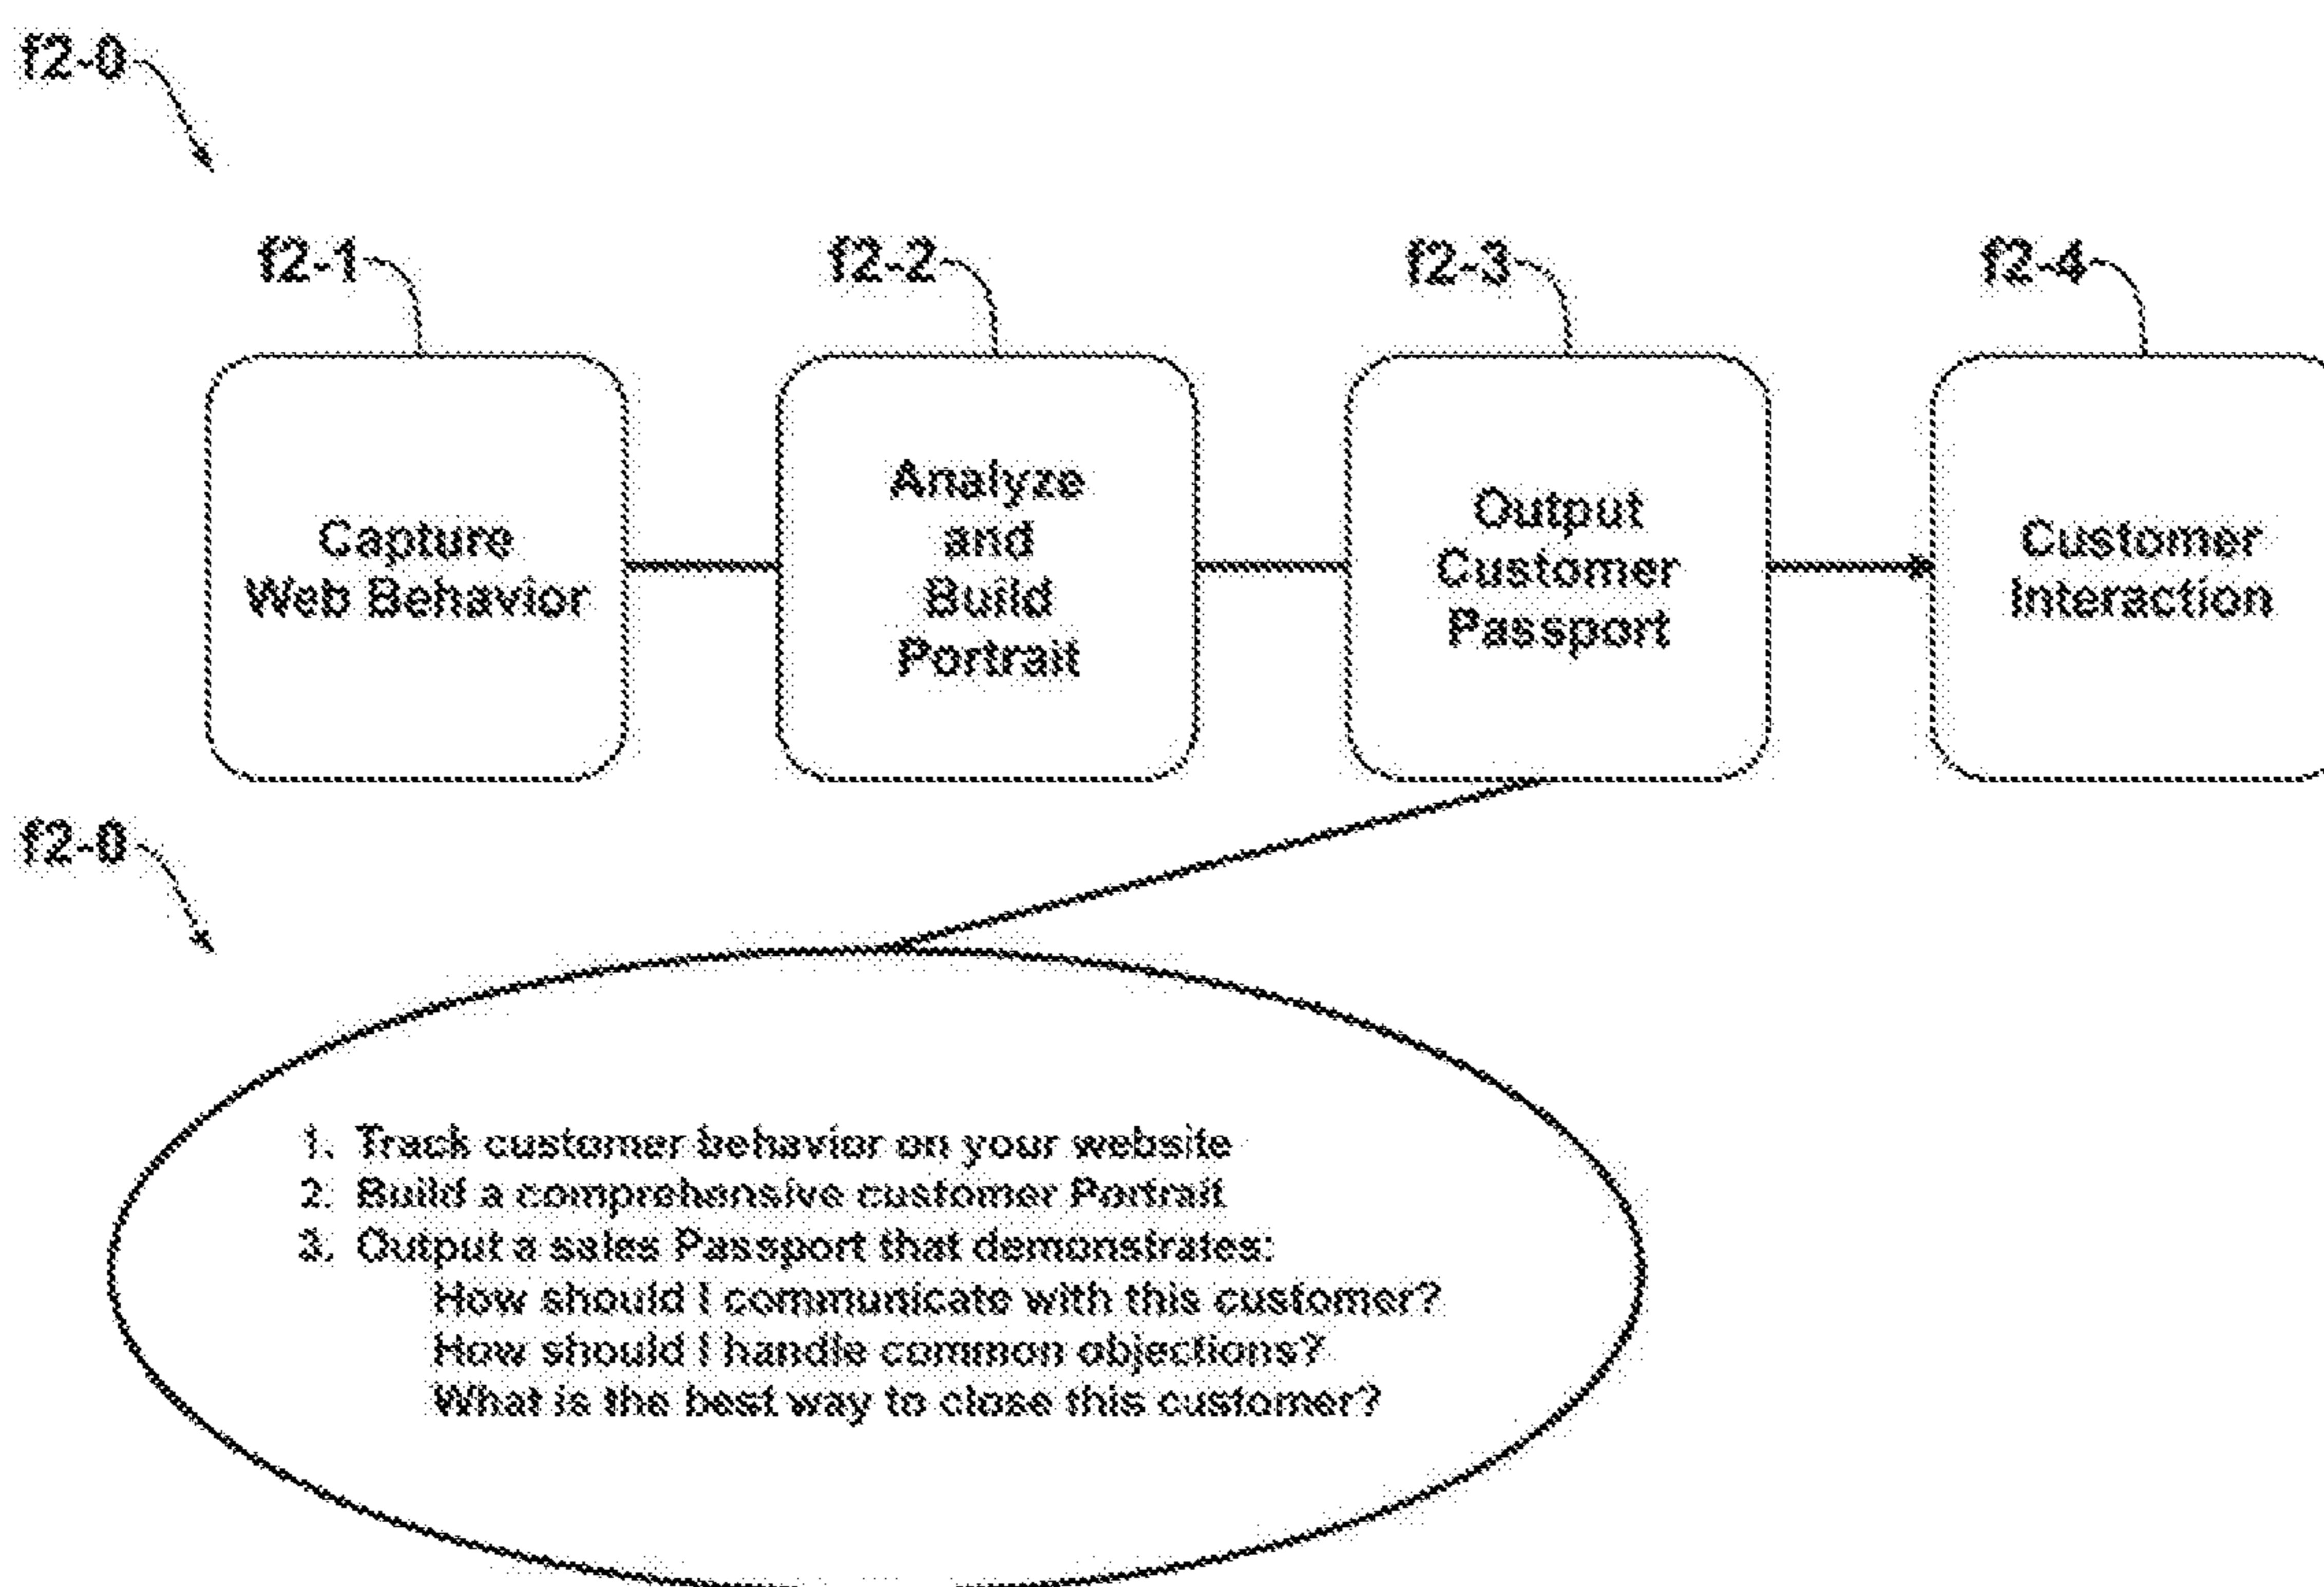 f2-0
f2-1
f2-2
f2-3
f2-4
Capture
Web Behavior
Analyze
and
Build
Portrait
Output
Customer
Passport
Customer
Interaction
f2-0
1. Track customer behavior on your website
2. Build a comprehensive customer Portrait
3. Output a sales Passport that demonstrates:
How should I communicate with this customer?
How should I handle common objections?
What is the best way to close this customer?